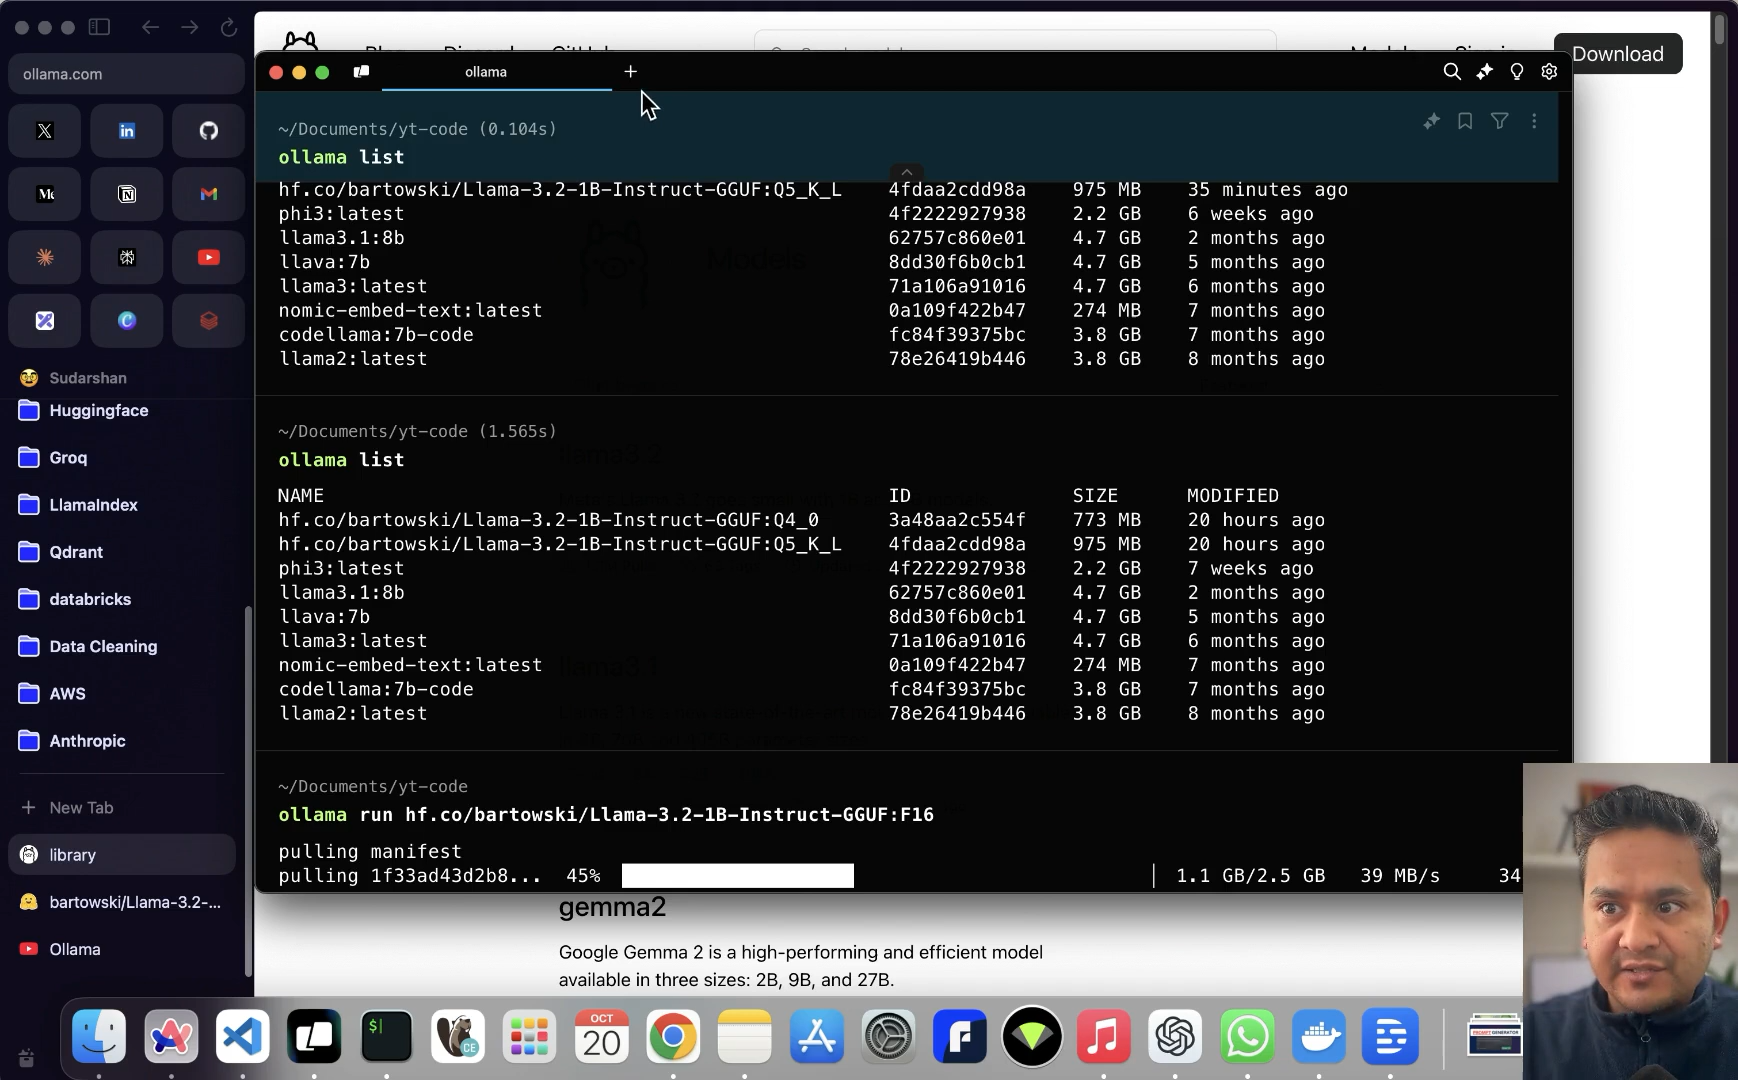 ollama.com
Download
ollama
~/Documents/yt-code (0.104s)
ollama list
hf.co/bartowski/Llama-3.2-1B-Instruct-GGUF:Q5_K_L 4fdaa2cdd98a 975 MB 35 minutes ago
phi3:latest 4f2222927938 2.2 GB 6 weeks ago
llama3.1:8b 62757c860e01 4.7 GB 2 months ago
llava:7b 8dd30f6b0cb1 4.7 GB 5 months ago
llama3:latest 71a106a91016 4.7 GB 6 months ago
nomic-embed-text:latest 0a109f422b47 274 MB 7 months ago
codellama:7b-code fc84f39375bc 3.8 GB 7 months ago
llama2:latest 78e26419b446 3.8 GB 8 months ago
Models
~/Documents/yt-code (1.565s)
ollama list
NAME ID SIZE MODIFIED
hf.co/bartowski/Llama-3.2-1B-Instruct-GGUF:Q4_0 3a48aa2c554f 773 MB 20 hours ago
hf.co/bartowski/Llama-3.2-1B-Instruct-GGUF:Q5_K_L 4fdaa2cdd98a 975 MB 20 hours ago
phi3:latest 4f2222927938 2.2 GB 7 weeks ago
llama3.1:8b 62757c860e01 4.7 GB 2 months ago
llava:7b 8dd30f6b0cb1 4.7 GB 5 months ago
llama3:latest 71a106a91016 4.7 GB 6 months ago
nomic-embed-text:latest 0a109f422b47 274 MB 7 months ago
codellama:7b-code fc84f39375bc 3.8 GB 7 months ago
llama2:latest 78e26419b446 3.8 GB 8 months ago
~/Documents/yt-code
ollama run hf.co/bartowski/Llama-3.2-1B-Instruct-GGUF:F16
pulling manifest
pulling 1f33ad43d2b8... 45% 1.1 GB/2.5 GB 39 MB/s 34
Sudarshan
Huggingface
Groq
LlamaIndex
Qdrant
databricks
Data Cleaning
AWS
Anthropic
New Tab
library
bartowski/Llama-3.2-...
Ollama
gemma2
Google Gemma 2 is a high-performing and efficient model
available in three sizes: 2B, 9B, and 27B.
$
CE
OCT
20